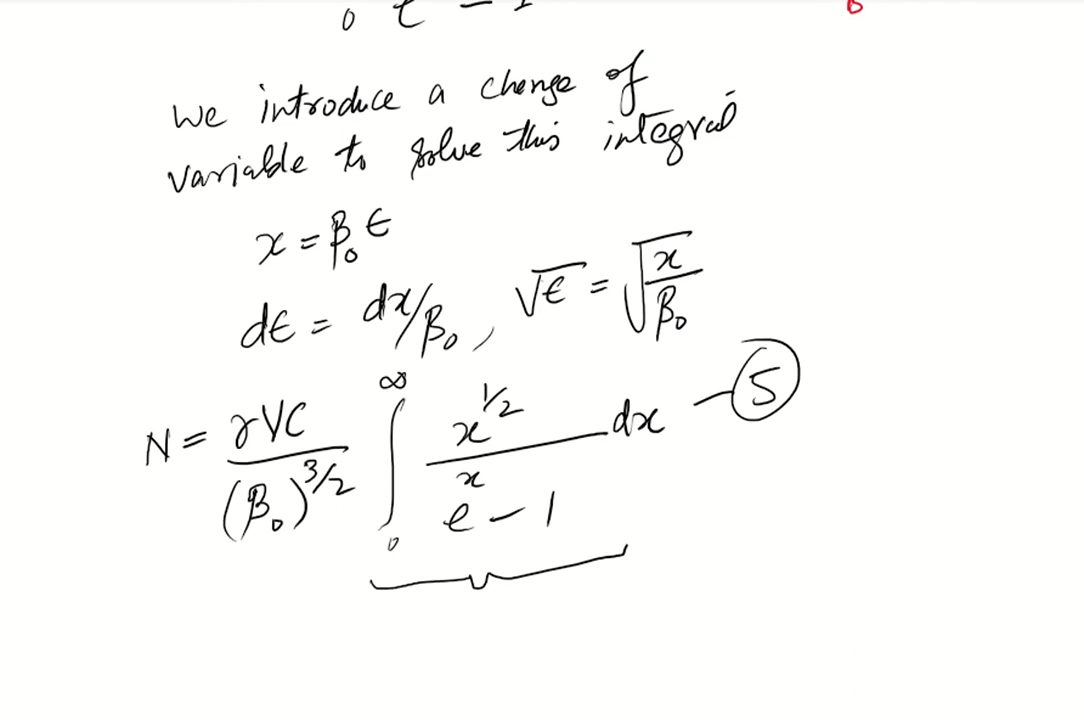 We introduce a change of
variable to solve this integral
x = β₀ ϵ
dϵ = dx/β₀ , √ϵ = √(x/β₀)
N = γVC/(β₀)^(3/2) ∫₀^∞ x^(1/2)/(e^x − 1) dx — ⑤